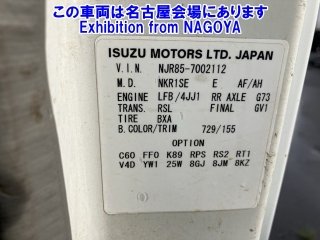 この車両は名古屋会場にあります
Exhibition from NAGOYA
ISUZU MOTORS LTD. JAPAN
V.I.N. NJR85-7002112
M.D. NKR1SE E AF/AH
ENGINE LFB/4JJ1 RR AXLE G73
TRANS. RSL FINAL GV1
TIRE BXA
B.COLOR/TRIM 729/155
OPTION
C60 FF0 K89 RPS RS2 RT1
V4D YW1 25W 8GJ 8JM 8KZ